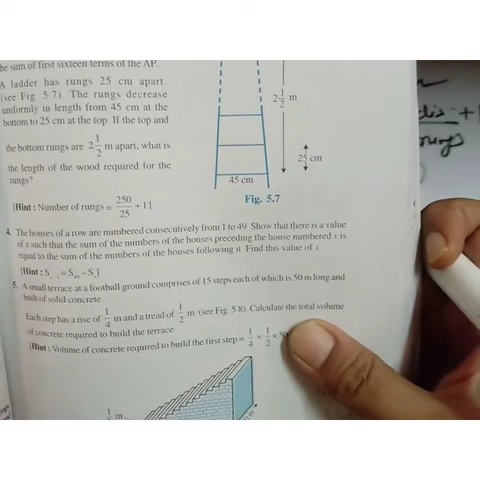 he sum of first sixteen terms of the AP.
A ladder has rungs 25 cm apart
(see Fig. 5.7). The rungs decrease
uniformly in length from 45 cm at the
bottom to 25 cm at the top. If the top and
the bottom rungs are 2 1/2 m apart, what is
the length of the wood required for the
rungs?
[Hint : Number of rungs = 250/25 + 1]
2 1/2 m
25 cm
45 cm
Fig. 5.7
4. The houses of a row are numbered consecutively from 1 to 49. Show that there is a value
of x such that the sum of the numbers of the houses preceding the house numbered x is
equal to the sum of the numbers of the houses following it. Find this value of x.
[Hint : S = S49 – S]
5. A small terrace at a football ground comprises of 15 steps each of which is 50 m long and
built of solid concrete.
Each step has a rise of 1/4 m and a tread of 1/2 m. (see Fig. 5.8). Calculate the total volume
of concrete required to build the terrace.
[Hint : Volume of concrete required to build the first step = 1/4 × 1/2 × 50
m